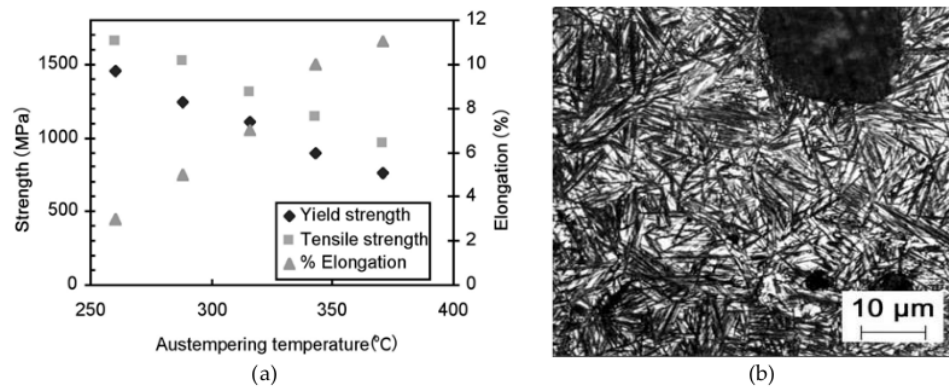 12
1500
10
8
1000
6
4
500
2
0
0
250
300
350
400
Strength (MPa)
Elongation (%)
Yield strength
Tensile strength
% Elongation
Austempering temperature(℃)
(a)
10 µm
(b)